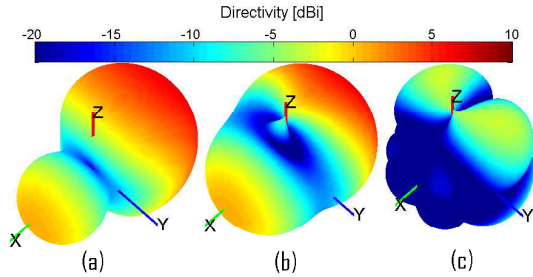 Directivity [dBi]
-20 -15 -10 -5 0 5 10
Z Z Z
X Y X Y X Y
(a) (b) (c)